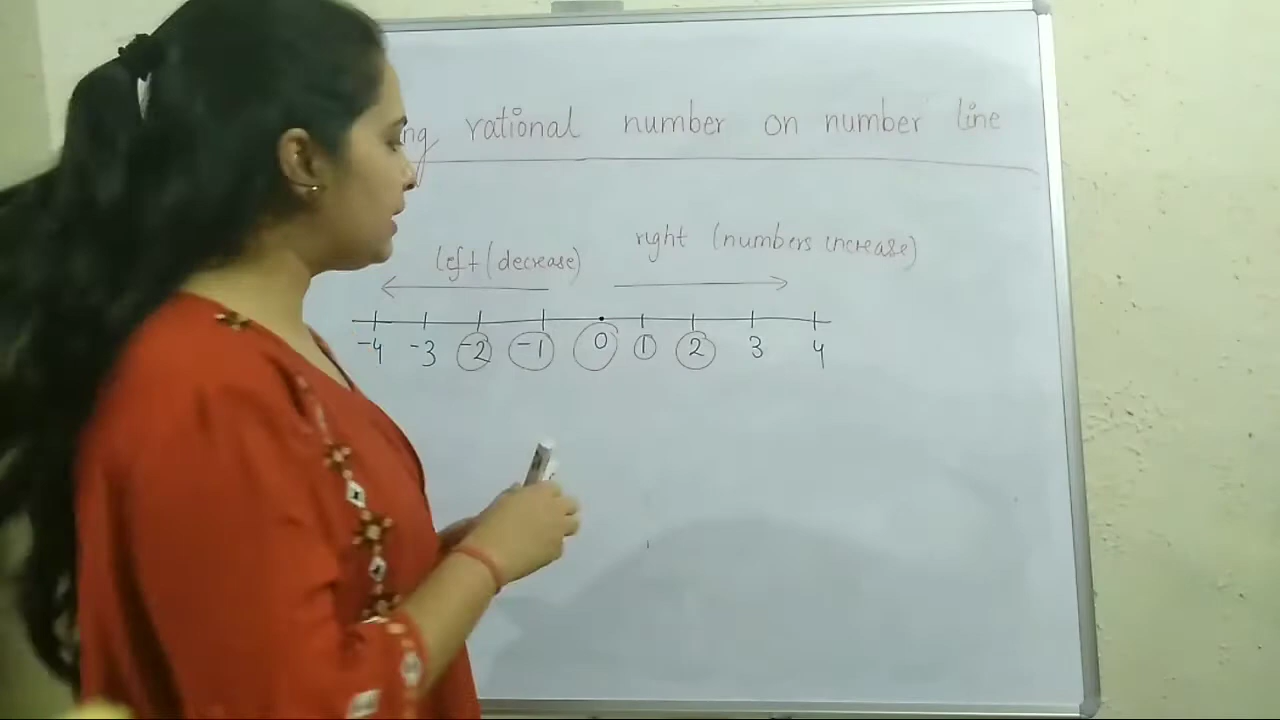 ng rational number on number line
left (decrease) right (numbers increase)
-4 -3 -2 -1 0 1 2 3 4